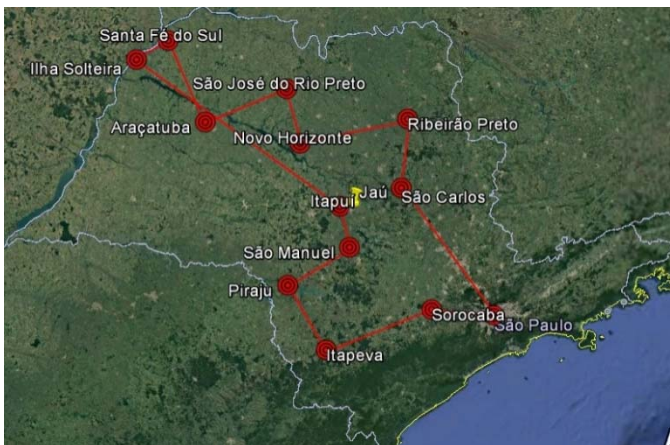 Santa Fé do Sul
Ilha Solteira
São José do Rio Preto
Araçatuba
Novo Horizonte
Ribeirão Preto
Jaú
Itapuí
São Carlos
São Manuel
Piraju
Sorocaba
São Paulo
Itapeva